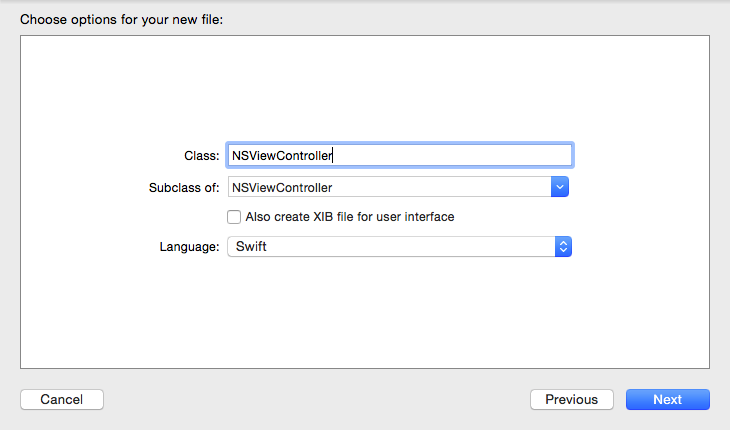 Choose options for your new file:
Class: NSViewController
Subclass of: NSViewController
Also create XIB file for user interface
Language: Swift
Cancel Previous Next